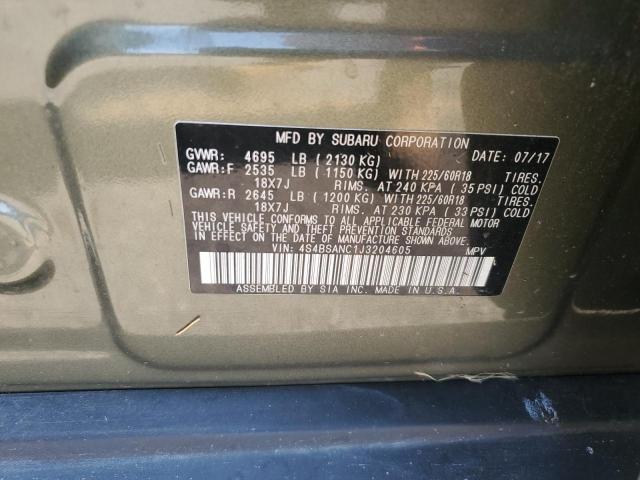 MFD BY SUBARU CORPORATION
GVWR: 4695 LB ( 2130 KG) DATE: 07/17
GAWR:F 2535 LB ( 1150 KG) WITH 225/60R18 TIRES.
18X7J RIMS. AT 240 KPA ( 35 PSI) COLD
GAWR:R 2645 LB ( 1200 KG) WITH 225/60R18 TIRES.
18X7J RIMS. AT 230 KPA ( 33 PSI) COLD
THIS VEHICLE CONFORMS TO ALL APPLICABLE FEDERAL MOTOR
VEHICLE SAFETY, BUMPER, AND THEFT PREVENTION STANDARDS
IN EFFECT ON THE DATE OF MANUFACTURE SHOWN ABOVE.
VIN: 4S4BSANC1J3204605 MPV
ASSEMBLED BY SIA INC. MADE IN U.S.A.